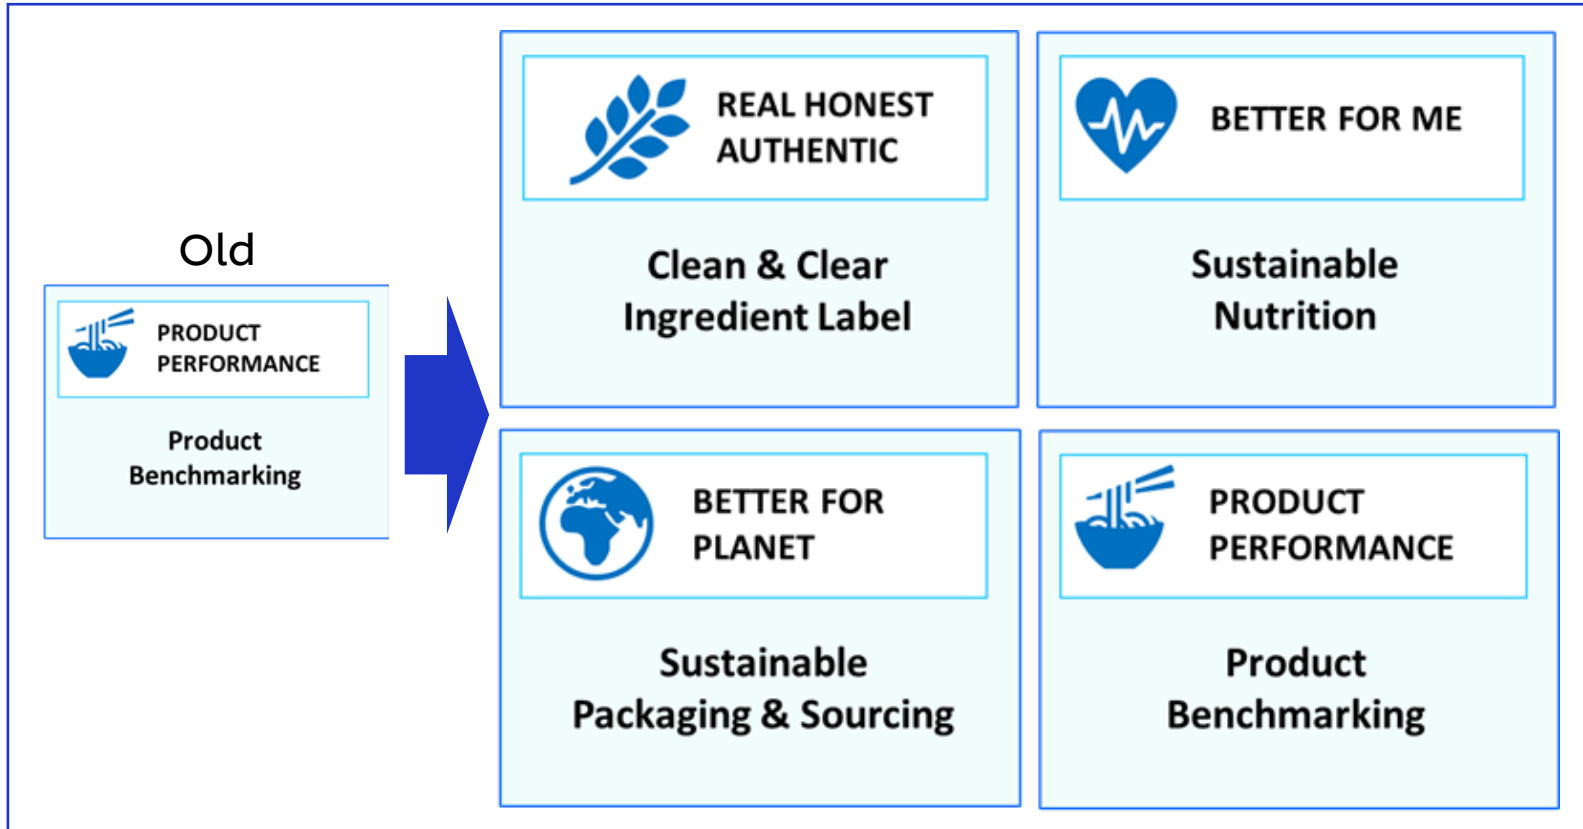 Old
PRODUCT
PERFORMANCE
Product
Benchmarking
REAL HONEST
AUTHENTIC
Clean & Clear
Ingredient Label
BETTER FOR ME
Sustainable
Nutrition
BETTER FOR
PLANET
Sustainable
Packaging & Sourcing
PRODUCT
PERFORMANCE
Product
Benchmarking